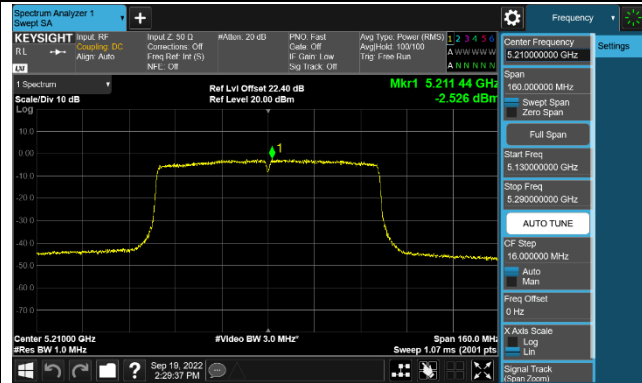 Spectrum Analyzer 1
Swept SA
Frequency
KEYSIGHT
RL
LXI
Input: RF
Coupling: DC
Align: Auto
Input Z: 50 Ω
Corrections: Off
Freq Ref: Int (S)
NFE: Off
#Atten: 20 dB
PNO: Fast
Gate: Off
IF Gain: Low
Sig Track: Off
Avg Type: Power (RMS)
Avg|Hold: 100/100
Trig: Free Run
1 2 3 4 5 6
A W W W W W
A N N N N N
1 Spectrum
Scale/Div 10 dB
Log
Ref Lvl Offset 22.40 dB
Ref Level 20.00 dBm
Mkr1 5.211 44 GHz
-2.526 dBm
1
10.0
0.00
-10.0
-20.0
-30.0
-40.0
-50.0
-60.0
-70.0
Center 5.21000 GHz
#Res BW 1.0 MHz
#Video BW 3.0 MHz*
Span 160.0 MHz
Sweep 1.07 ms (2001 pts)
?
Sep 19, 2022
2:29:37 PM
Center Frequency
5.210000000 GHz
Settings
Span
160.000000 MHz
Swept Span
Zero Span
Full Span
Start Freq
5.130000000 GHz
Stop Freq
5.290000000 GHz
AUTO TUNE
CF Step
16.000000 MHz
Auto
Man
Freq Offset
0 Hz
X Axis Scale
Log
Lin
Signal Track
(Span Zoom)